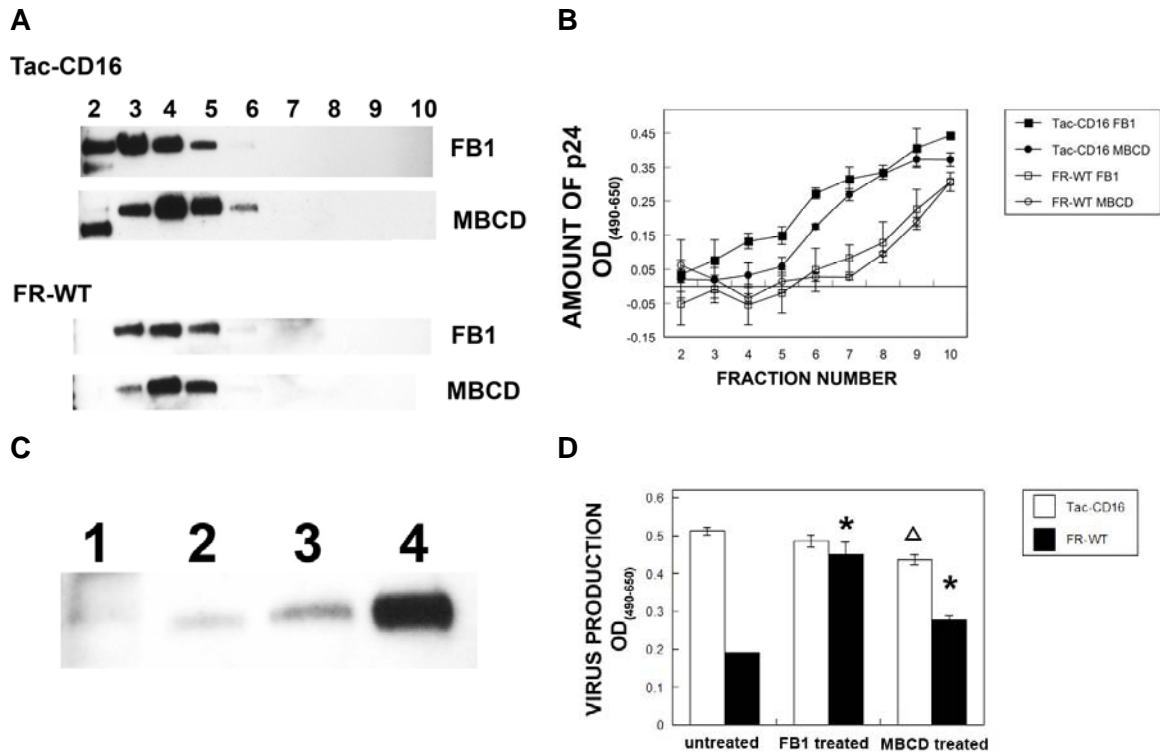 A
Tac-CD16
2 3 4 5 6 7 8 9 10
FB1
MBCD
FR-WT
FB1
MBCD
B
AMOUNT OF p24
OD(490-650)
0.45
0.35
0.25
0.15
0.05
-0.05
-0.15
2 3 4 5 6 7 8 9 10
FRACTION NUMBER
Tac-CD16 FB1
Tac-CD16 MBCD
FR-WT FB1
FR-WT MBCD
C
1 2 3 4
D
VIRUS PRODUCTION
OD(490-650)
0.6
0.5
0.4
0.3
0.2
0.1
0
* Δ *
untreated FB1 treated MBCD treated
Tac-CD16
FR-WT